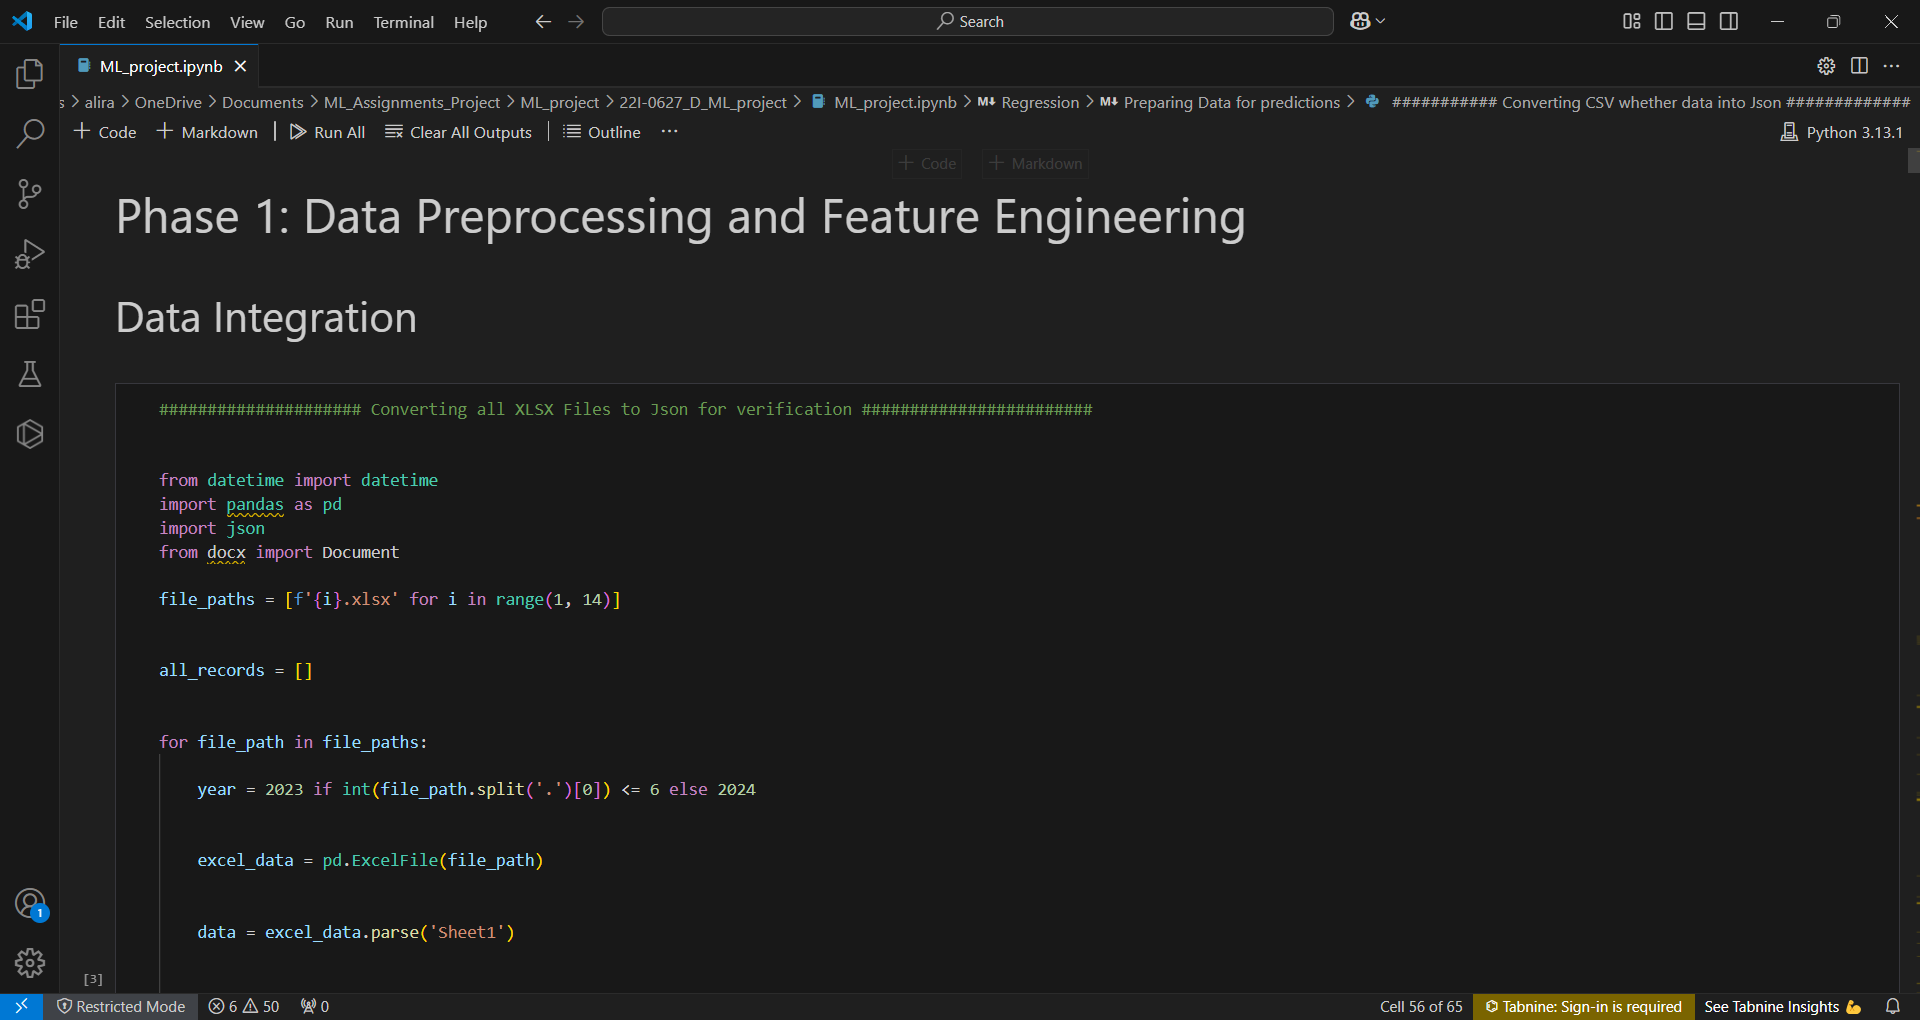 File Edit Selection View Go Run Terminal Help Search
ML_project.ipynb
s > alira > OneDrive > Documents > ML_Assignments_Project > ML_project > 22I-0627_D_ML_project > ML_project.ipynb > M↓ Regression > M↓ Preparing Data for predictions > ########### Converting CSV whether data into Json #############
+ Code + Markdown Run All Clear All Outputs Outline ... Python 3.13.1
+ Code + Markdown
Phase 1: Data Preprocessing and Feature Engineering
Data Integration
##################### Converting all XLSX Files to Json for verification ########################
from datetime import datetime
import pandas as pd
import json
from docx import Document
file_paths = [f'{i}.xlsx' for i in range(1, 14)]
all_records = []
for file_path in file_paths:
year = 2023 if int(file_path.split('.')[0]) <= 6 else 2024
excel_data = pd.ExcelFile(file_path)
data = excel_data.parse('Sheet1')
[3]
1
Restricted Mode 6 50 0 Cell 56 of 65 Tabnine: Sign-in is required See Tabnine Insights 💪